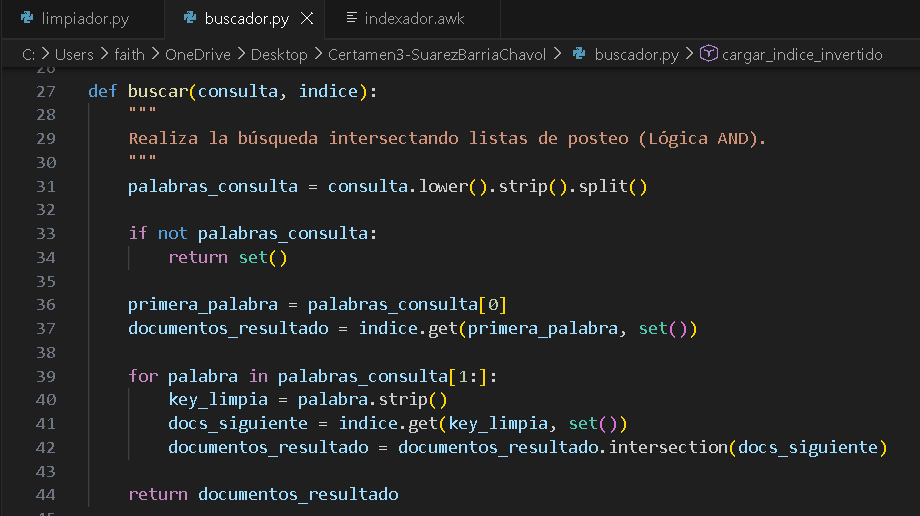 limpiador.py buscador.py indexador.awk
C: > Users > faith > OneDrive > Desktop > Certamen3-SuarezBarriaChavol > buscador.py > cargar_indice_invertido
26
27 def buscar(consulta, indice):
28 """
29 Realiza la búsqueda intersectando listas de posteo (Lógica AND).
30 """
31 palabras_consulta = consulta.lower().strip().split()
32
33 if not palabras_consulta:
34 return set()
35
36 primera_palabra = palabras_consulta[0]
37 documentos_resultado = indice.get(primera_palabra, set())
38
39 for palabra in palabras_consulta[1:]:
40 key_limpia = palabra.strip()
41 docs_siguiente = indice.get(key_limpia, set())
42 documentos_resultado = documentos_resultado.intersection(docs_siguiente)
43
44 return documentos_resultado
45